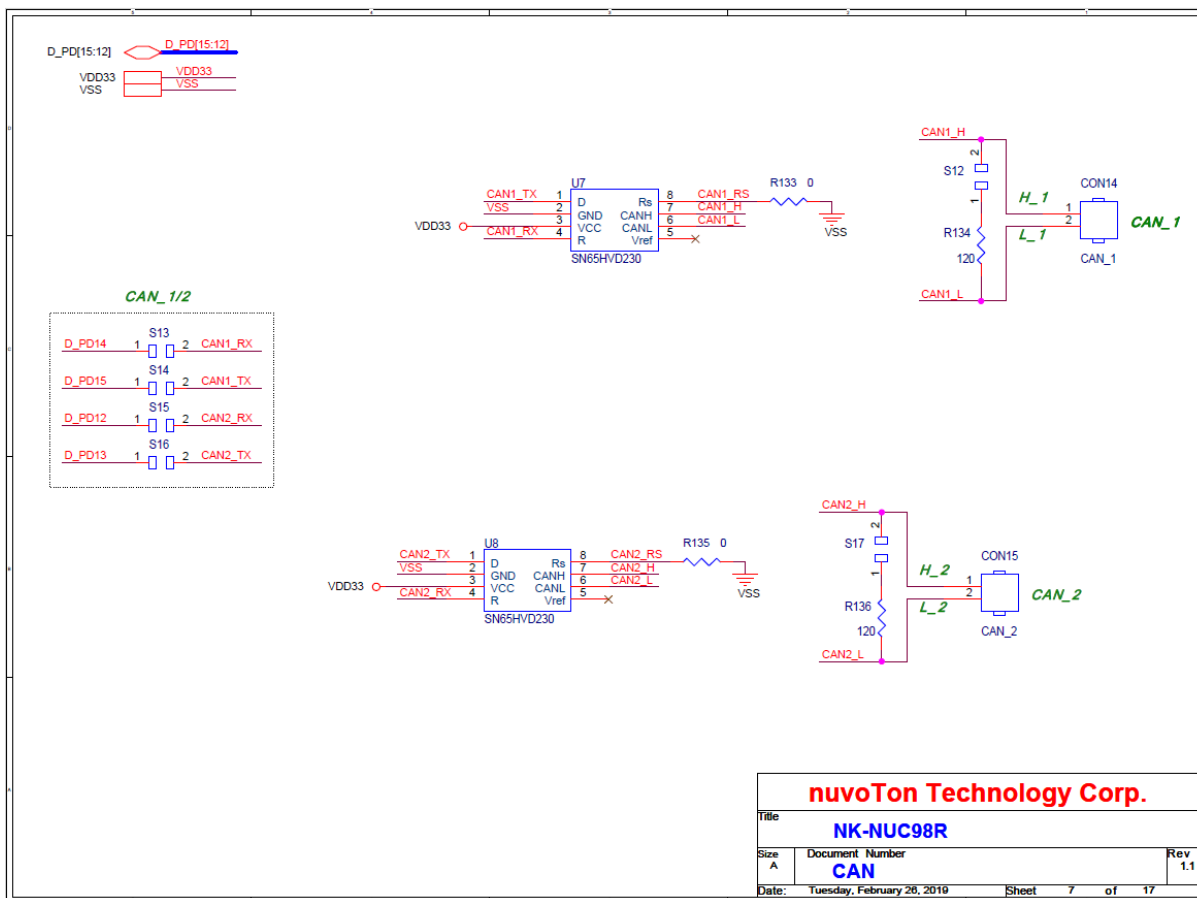 D_PD[15:12] D_PD[15:12]
VDD33 VDD33
VSS VSS
U7
CAN1_TX 1 D Rs 8 CAN1_RS R133 0
VSS 2 GND CANH 7 CAN1_H
VDD33 3 VCC CANL 6 CAN1_L
CAN1_RX 4 R Vref 5
SN65HVD230
VSS
CAN1_H
2
S12
1
R134
120
CAN1_L
H_1
L_1
CON14
1
2
CAN_1
CAN_1
CAN_1/2
S13
D_PD14 1 2 CAN1_RX
S14
D_PD15 1 2 CAN1_TX
S15
D_PD12 1 2 CAN2_RX
S16
D_PD13 1 2 CAN2_TX
U8
CAN2_TX 1 D Rs 8 CAN2_RS R135 0
VSS 2 GND CANH 7 CAN2_H
VDD33 3 VCC CANL 6 CAN2_L
CAN2_RX 4 R Vref 5
SN65HVD230
VSS
CAN2_H
2
S17
1
R136
120
CAN2_L
H_2
L_2
CON15
1
2
CAN_2
CAN_2
nuvoTon Technology Corp.
Title
NK-NUC98R
Size Document Number Rev
A CAN 1.1
Date: Tuesday, February 26, 2019 Sheet 7 of 17